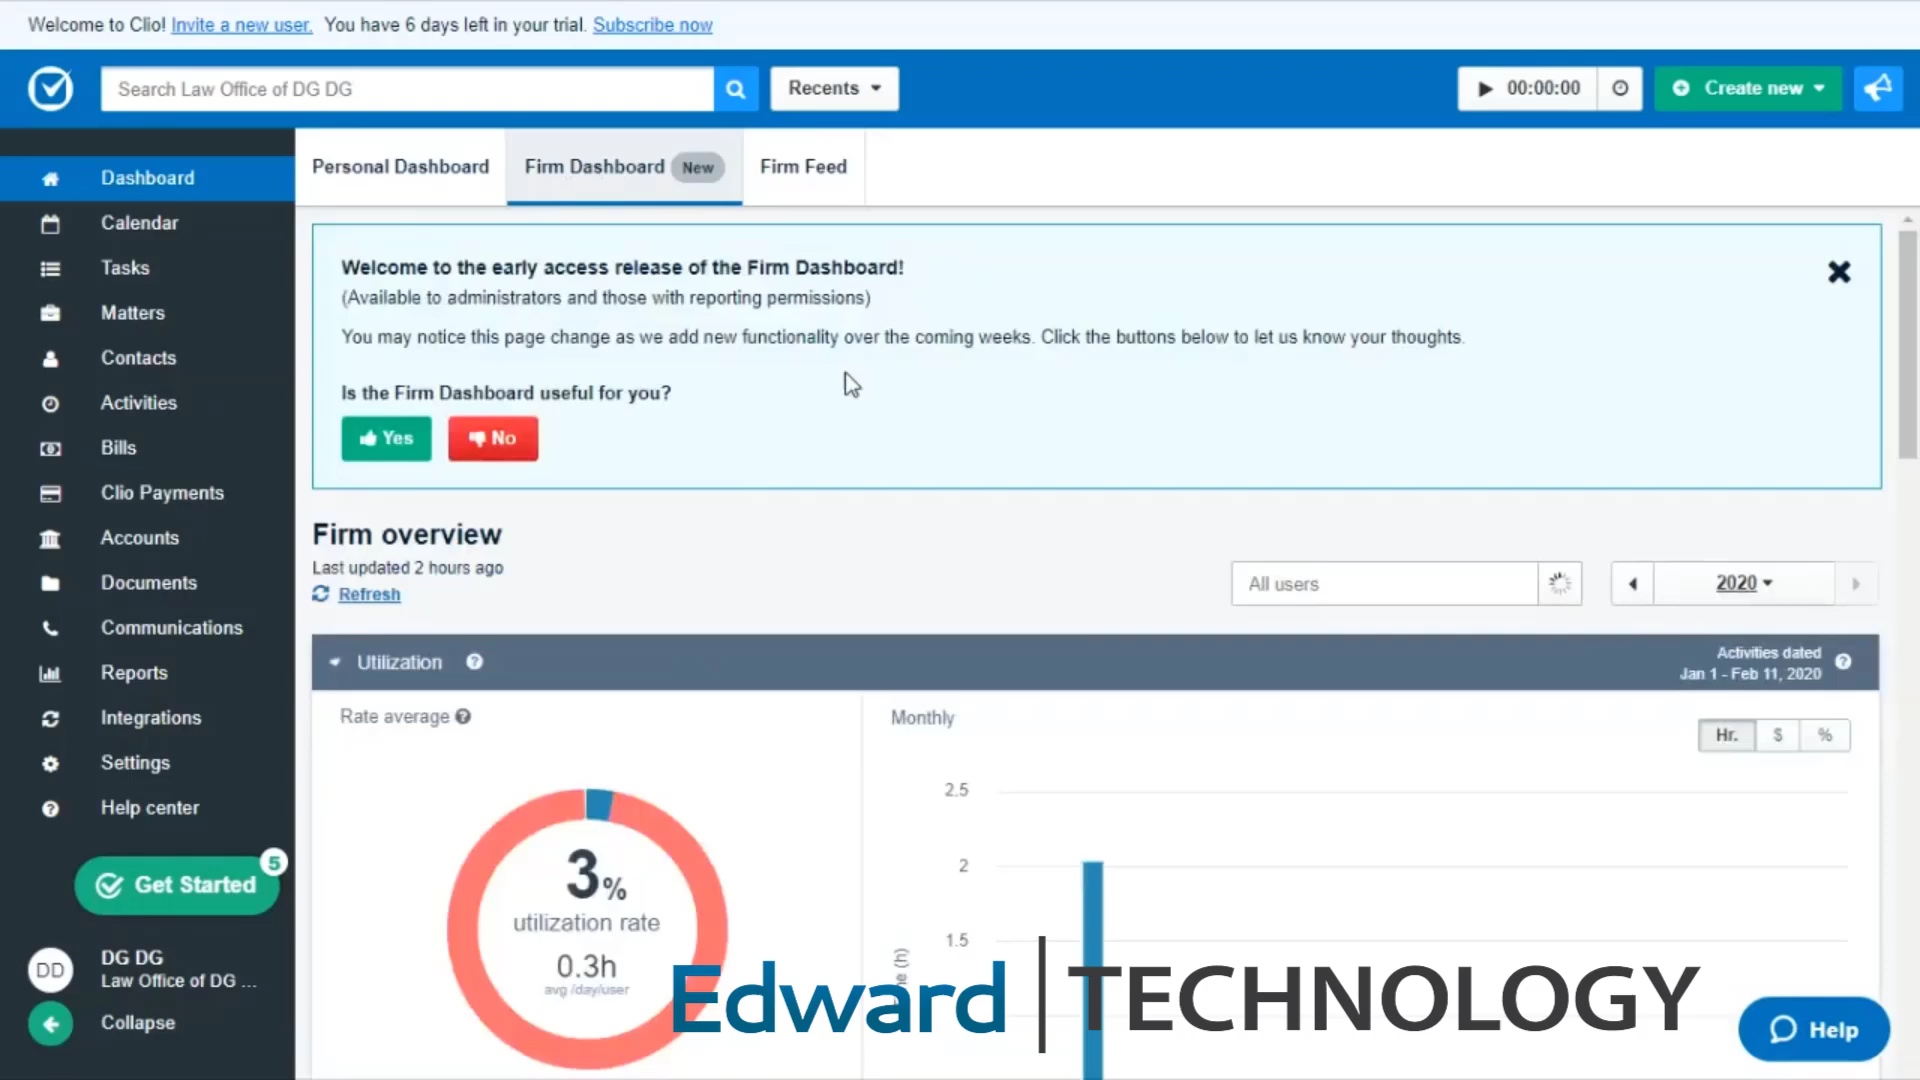 Welcome to Clio! Invite a new user. You have 6 days left in your trial. Subscribe now
Search Law Office of DG DG
Recents
00:00:00
Create new
Dashboard
Calendar
Tasks
Matters
Contacts
Activities
Bills
Clio Payments
Accounts
Documents
Communications
Reports
Integrations
Settings
Help center
Get Started
5
DD
DG DG
Law Office of DG ...
Collapse
Personal Dashboard
Firm Dashboard New
Firm Feed
Welcome to the early access release of the Firm Dashboard!
(Available to administrators and those with reporting permissions)
You may notice this page change as we add new functionality over the coming weeks. Click the buttons below to let us know your thoughts.
Is the Firm Dashboard useful for you?
Yes
No
Firm overview
Last updated 2 hours ago
Refresh
All users
2020
Utilization
Activities dated
Jan 1 - Feb 11, 2020
Rate average
3%
utilization rate
0.3h
avg /day/user
Monthly
Hr. $ %
2.5
2
1.5
(h)
Edward | TECHNOLOGY
Help